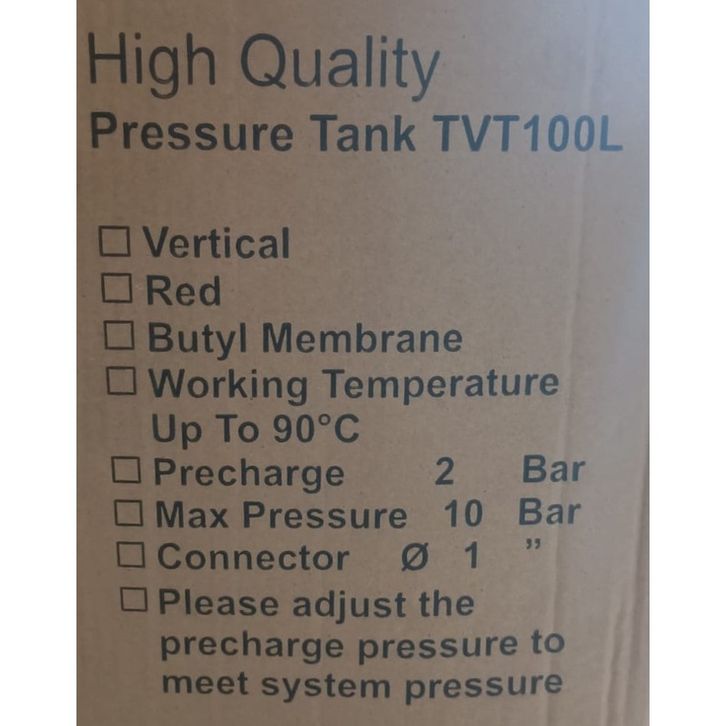 High Quality
Pressure Tank TVT100L
☐ Vertical
☐ Red
☐ Butyl Membrane
☐ Working Temperature
Up To 90°C
☐ Precharge 2 Bar
☐ Max Pressure 10 Bar
☐ Connector Ø 1 ”
☐ Please adjust the
precharge pressure to
meet system pressure